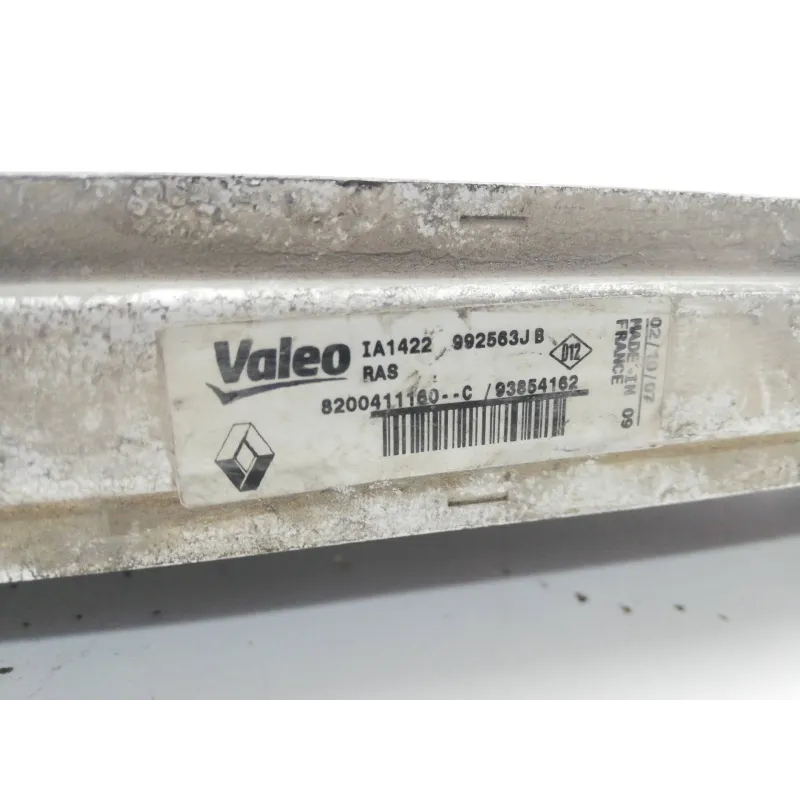 Valeo
IA1422 992563J B
RAS
D12
8200411160--C / 93854162
02/10/07
MADE-IN
FRANCE 09